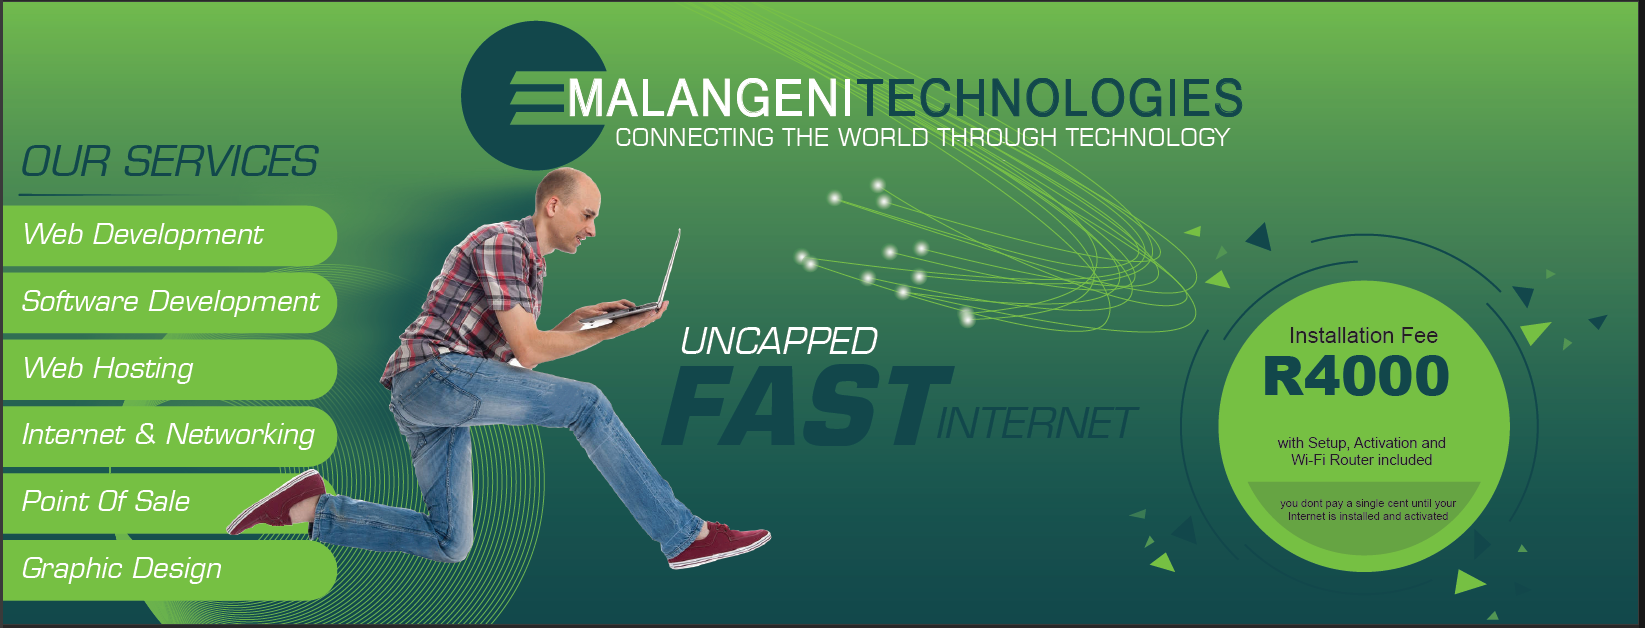 MALANGENITECHNOLOGIES
CONNECTING THE WORLD THROUGH TECHNOLOGY
OUR SERVICES
Web Development
Software Development
Web Hosting
Internet & Networking
Point Of Sale
Graphic Design
UNCAPPED
FAST INTERNET
Installation Fee
R4000
with Setup, Activation and
Wi-Fi Router included
you dont pay a single cent until your
Internet is installed and activated